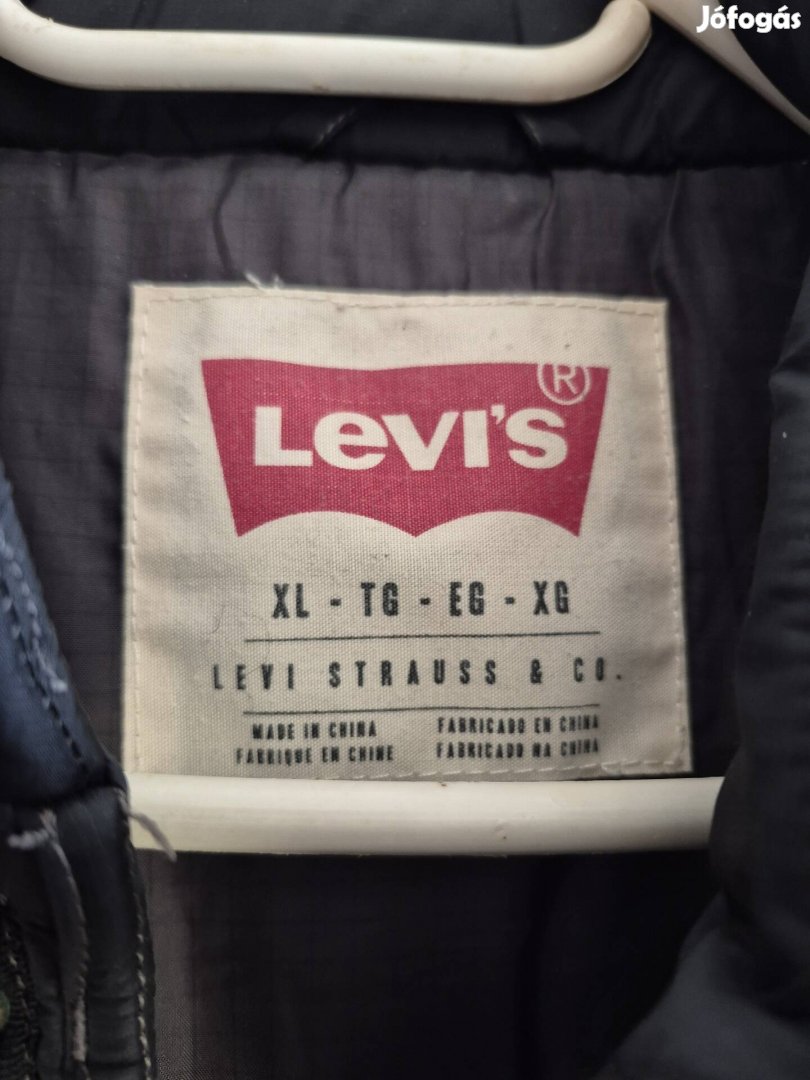 Jófogás
LEVI'S ®
XL - TG - EG - XG
LEVI STRAUSS & CO.
MADE IN CHINA FABRICADO EN CHINA
FABRIQUE EN CHINE FABRICADO NA CHINA